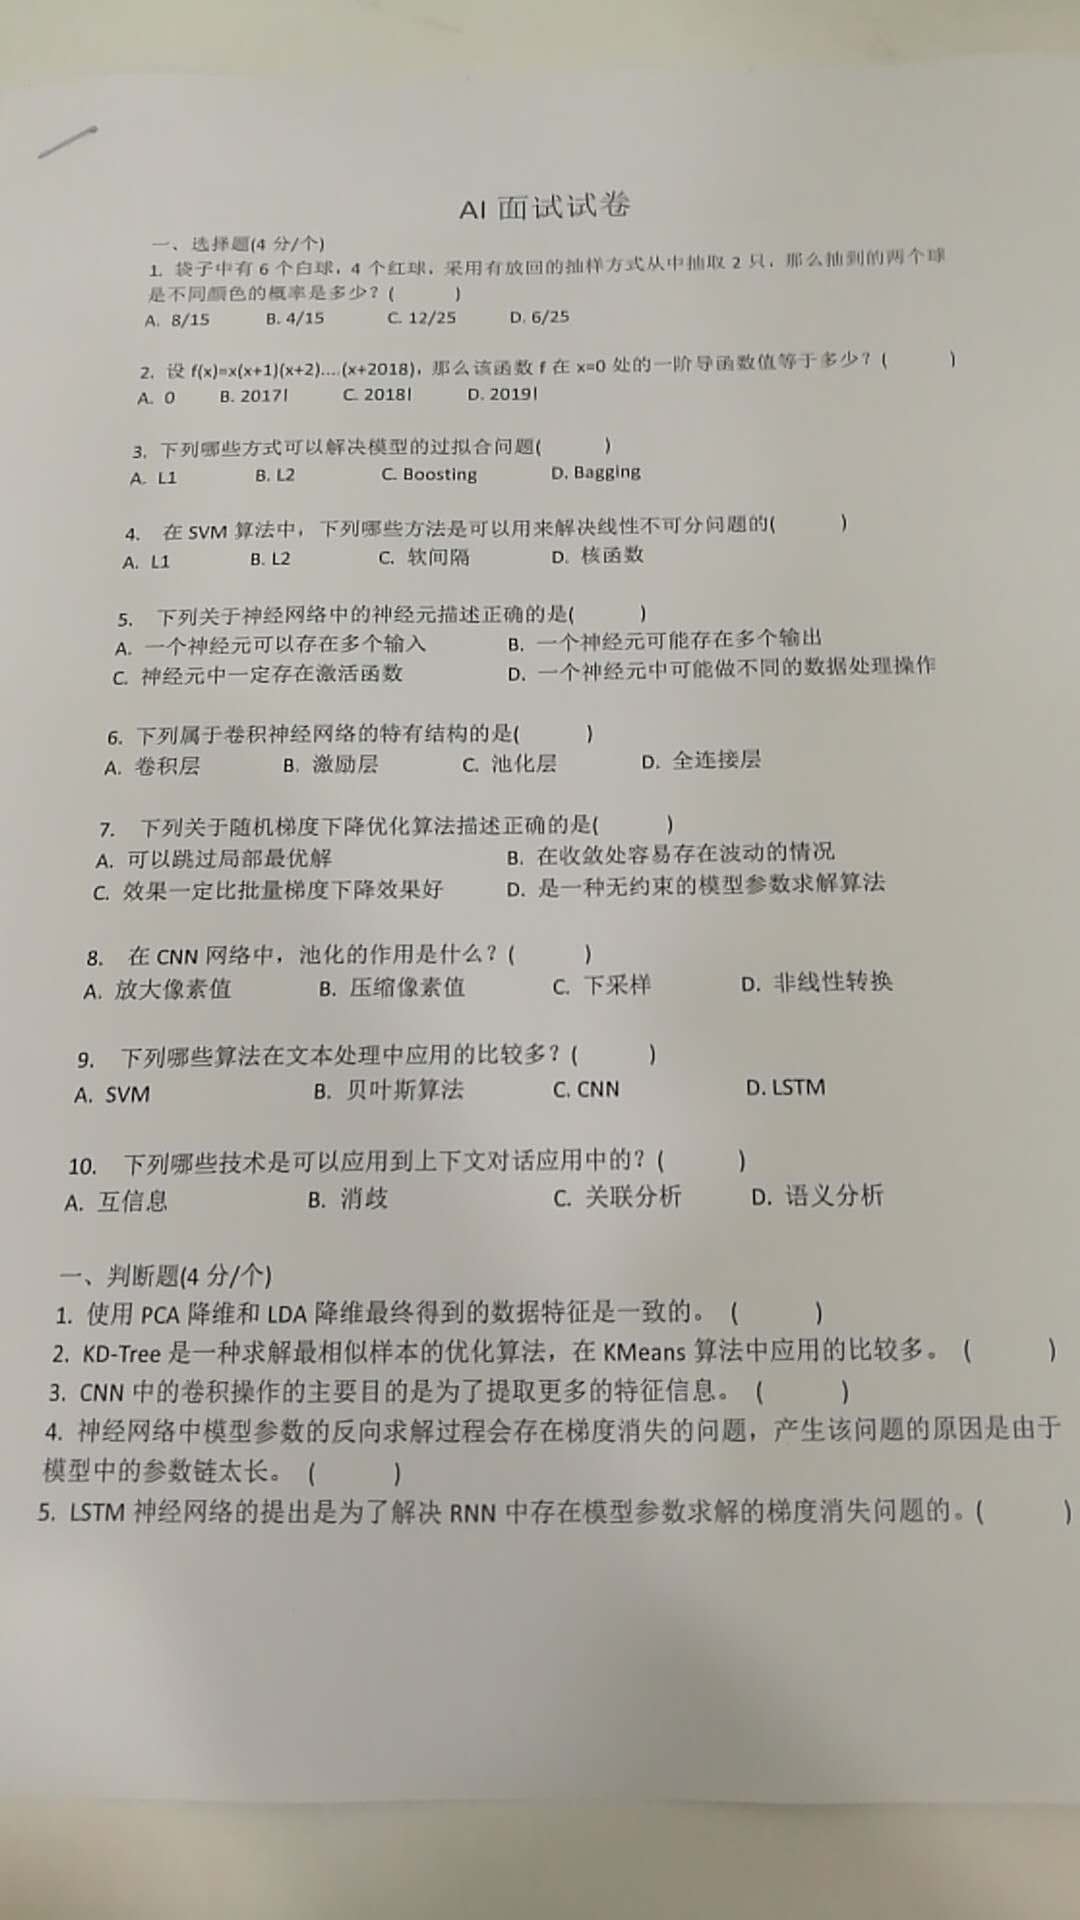 AI 面试试卷
一、选择题(4 分/个)
1. 袋子中有 6 个白球，4 个红球，采用有放回的抽样方式从中抽取 2 只，那么抽到的两个球
是不同颜色的概率是多少？( )
A. 8/15 B. 4/15 C. 12/25 D. 6/25
2. 设 f(x)=x(x+1)(x+2)....(x+2018)，那么该函数 f 在 x=0 处的一阶导函数值等于多少？( )
A. 0 B. 2017! C. 2018! D. 2019!
3. 下列哪些方式可以解决模型的过拟合问题( )
A. L1 B. L2 C. Boosting D. Bagging
4. 在 SVM 算法中，下列哪些方法是可以用来解决线性不可分问题的( )
A. L1 B. L2 C. 软间隔 D. 核函数
5. 下列关于神经网络中的神经元描述正确的是( )
A. 一个神经元可以存在多个输入 B. 一个神经元可能存在多个输出
C. 神经元中一定存在激活函数 D. 一个神经元中可能做不同的数据处理操作
6. 下列属于卷积神经网络的特有结构的是( )
A. 卷积层 B. 激励层 C. 池化层 D. 全连接层
7. 下列关于随机梯度下降优化算法描述正确的是( )
A. 可以跳过局部最优解 B. 在收敛处容易存在波动的情况
C. 效果一定比批量梯度下降效果好 D. 是一种无约束的模型参数求解算法
8. 在 CNN 网络中，池化的作用是什么？( )
A. 放大像素值 B. 压缩像素值 C. 下采样 D. 非线性转换
9. 下列哪些算法在文本处理中应用的比较多？( )
A. SVM B. 贝叶斯算法 C. CNN D. LSTM
10. 下列哪些技术是可以应用到上下文对话应用中的？( )
A. 互信息 B. 消歧 C. 关联分析 D. 语义分析
一、判断题(4 分/个)
1. 使用 PCA 降维和 LDA 降维最终得到的数据特征是一致的。 ( )
2. KD-Tree 是一种求解最相似样本的优化算法，在 KMeans 算法中应用的比较多。 ( )
3. CNN 中的卷积操作的主要目的是为了提取更多的特征信息。 ( )
4. 神经网络中模型参数的反向求解过程会存在梯度消失的问题，产生该问题的原因是由于
模型中的参数链太长。 ( )
5. LSTM 神经网络的提出是为了解决 RNN 中存在模型参数求解的梯度消失问题的。( )